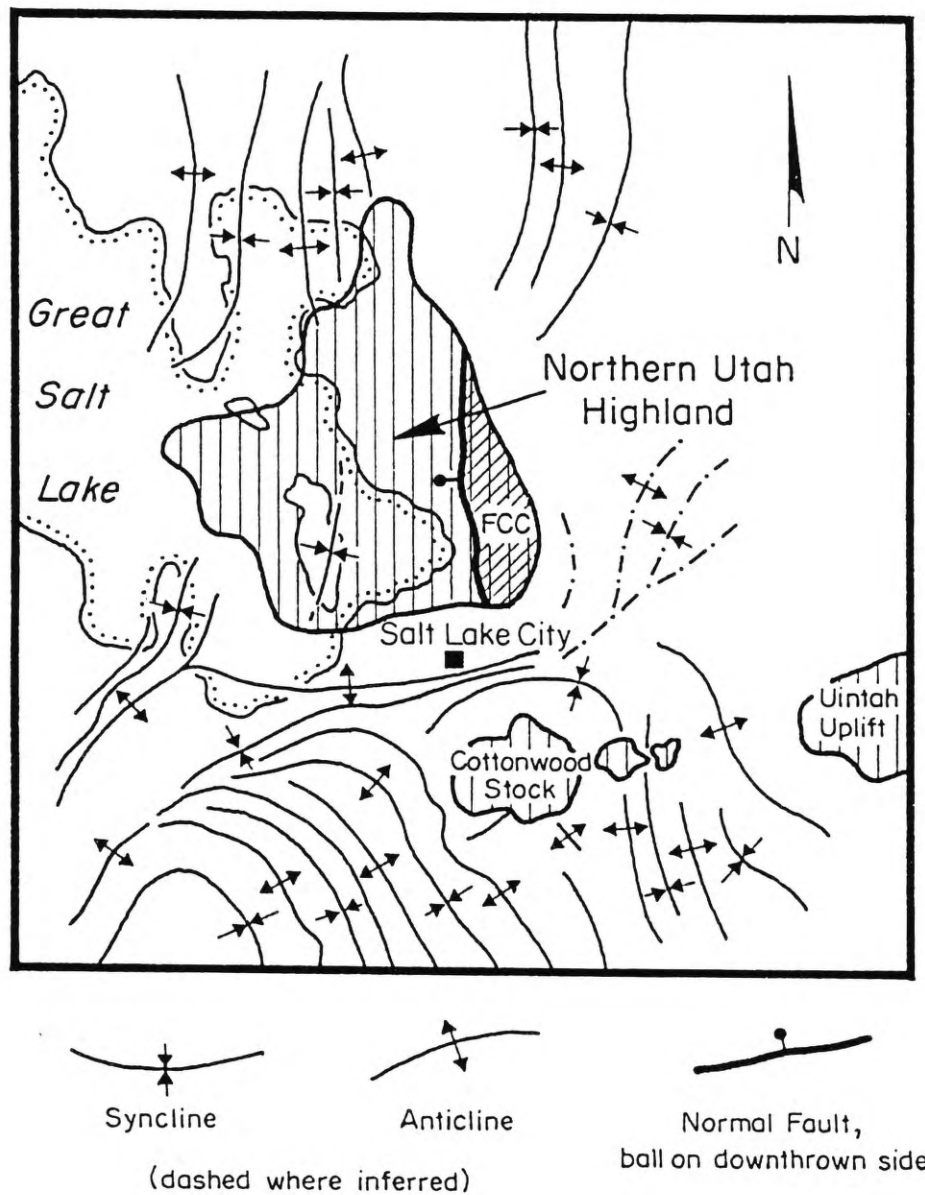 N
Great
Salt
Lake
Northern Utah
Highland
FCC
Salt Lake City
Uintah
Uplift
Cottonwood
Stock
Syncline
Anticline
Normal Fault,
ball on downthrown side
(dashed where inferred)